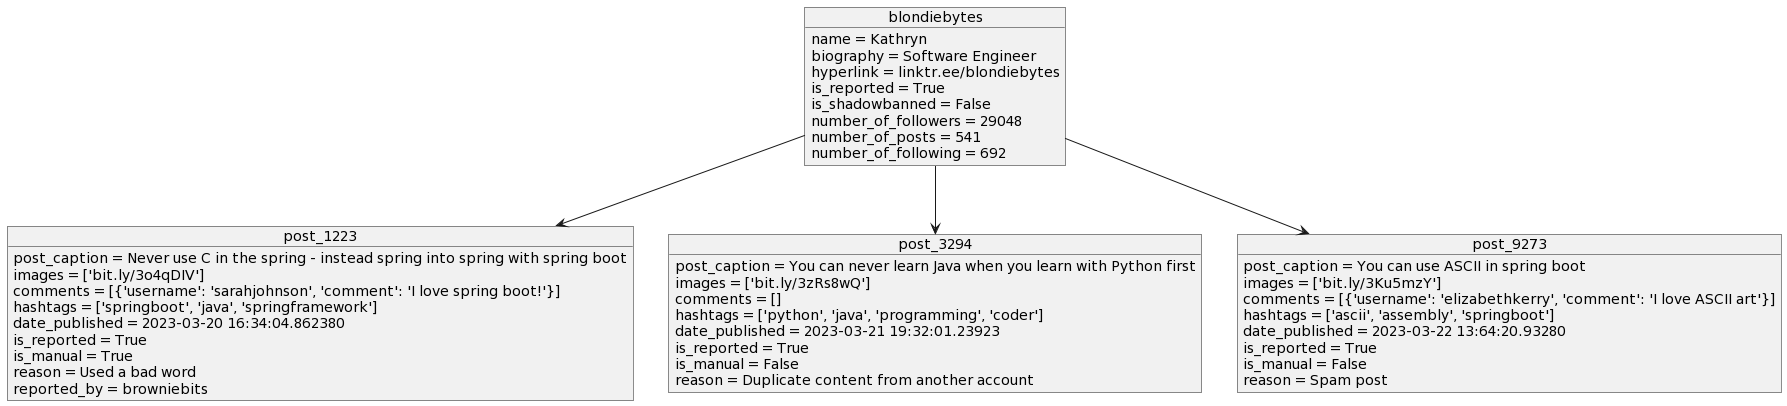 blondiebytes
name = Kathryn
biography = Software Engineer
hyperlink = linktr.ee/blondiebytes
is_reported = True
is_shadowbanned = False
number_of_followers = 29048
number_of_posts = 541
number_of_following = 692
post_1223
post_caption = Never use C in the spring - instead spring into spring with spring boot
images = ['bit.ly/3o4qDIV']
comments = [{'username': 'sarahjohnson', 'comment': 'I love spring boot!'}]
hashtags = ['springboot', 'java', 'springframework']
date_published = 2023-03-20 16:34:04.862380
is_reported = True
is_manual = True
reason = Used a bad word
reported_by = browniebits
post_3294
post_caption = You can never learn Java when you learn with Python first
images = ['bit.ly/3zRs8wQ']
comments = []
hashtags = ['python', 'java', 'programming', 'coder']
date_published = 2023-03-21 19:32:01.23923
is_reported = True
is_manual = False
reason = Duplicate content from another account
post_9273
post_caption = You can use ASCII in spring boot
images = ['bit.ly/3Ku5mzY']
comments = [{'username': 'elizabethkerry', 'comment': 'I love ASCII art'}]
hashtags = ['ascii', 'assembly', 'springboot']
date_published = 2023-03-22 13:64:20.93280
is_reported = True
is_manual = False
reason = Spam post